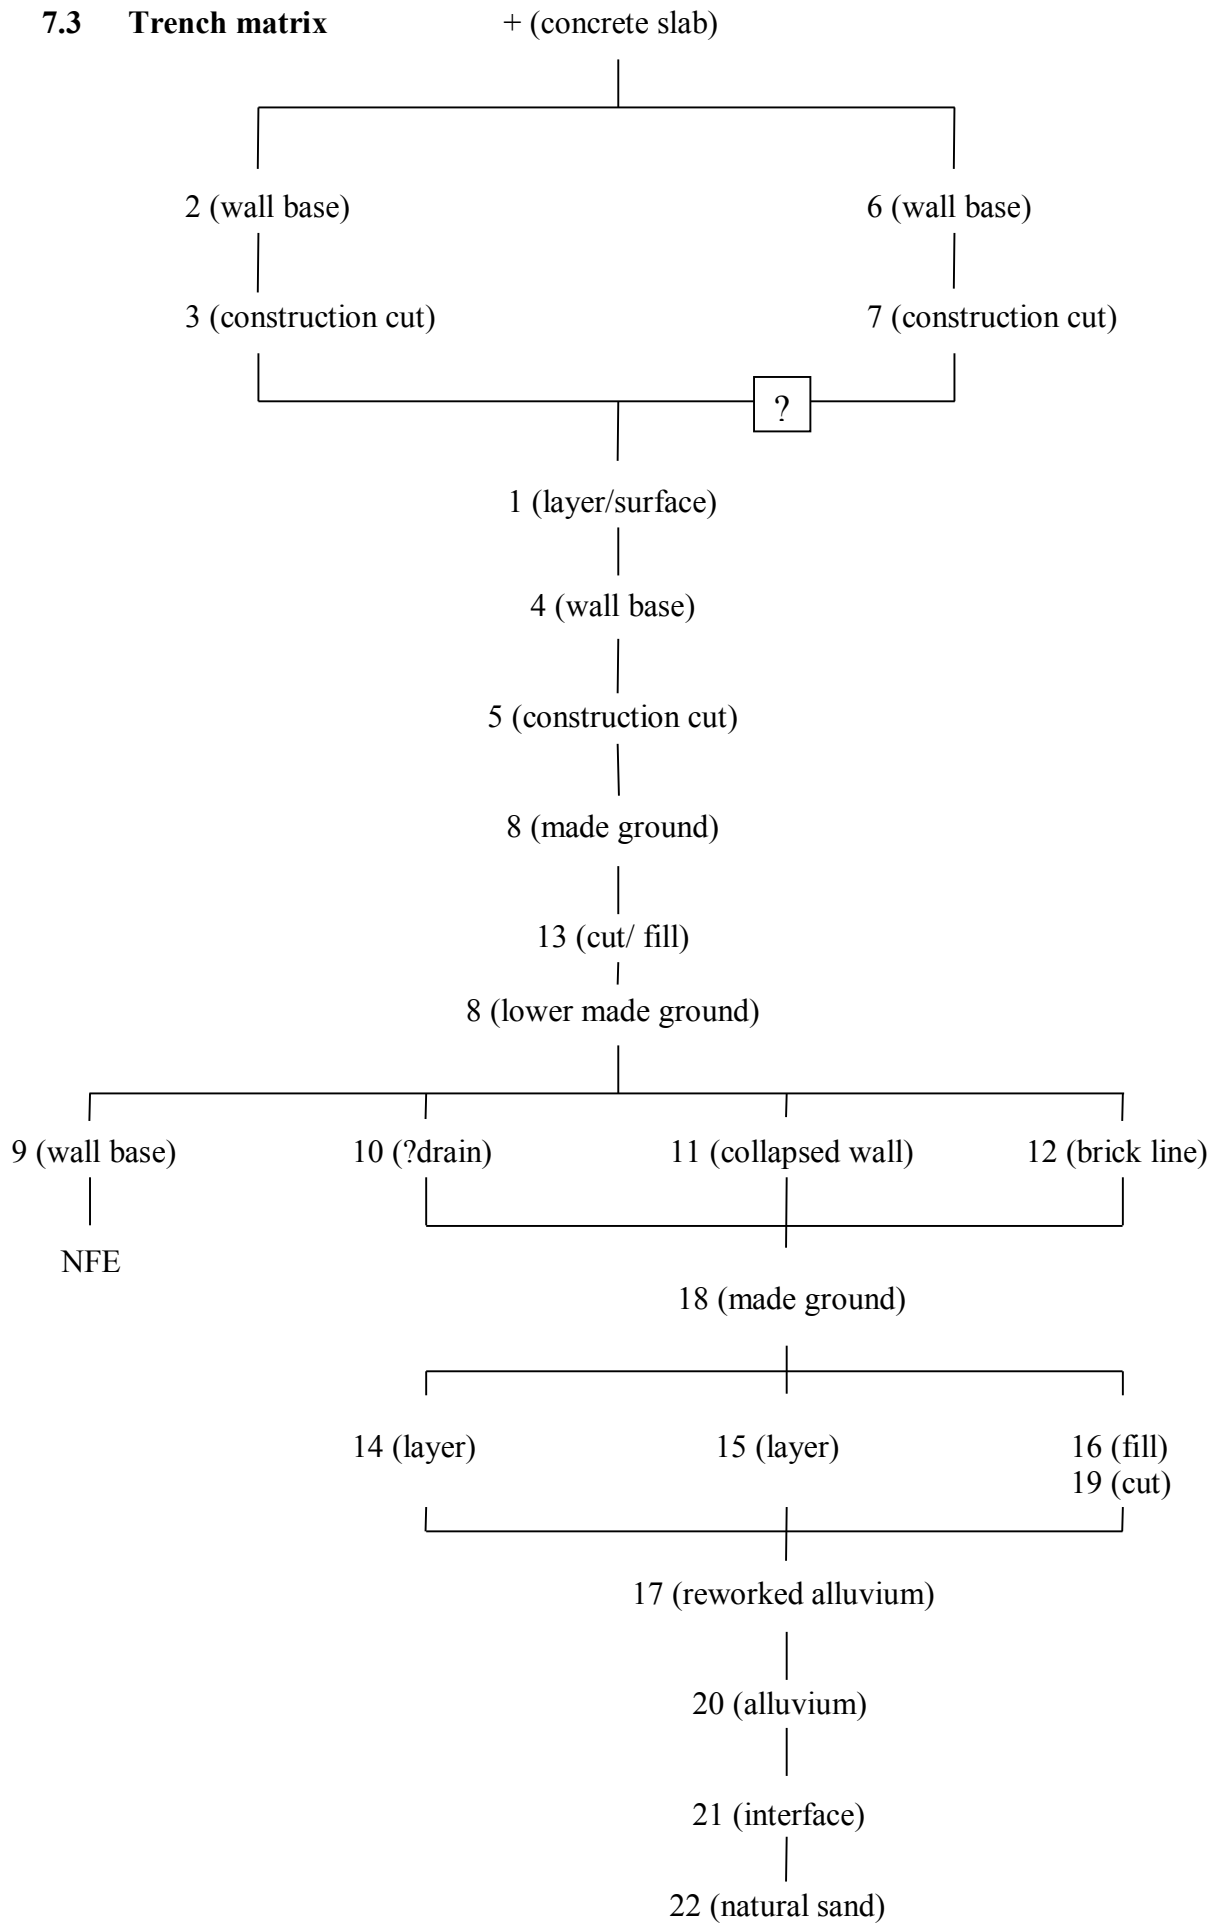 7.3 Trench matrix + (concrete slab)
2 (wall base) 6 (wall base)
3 (construction cut) 7 (construction cut)
?
1 (layer/surface)
4 (wall base)
5 (construction cut)
8 (made ground)
13 (cut/ fill)
8 (lower made ground)
9 (wall base) 10 (?drain) 11 (collapsed wall) 12 (brick line)
NFE
18 (made ground)
14 (layer) 15 (layer) 16 (fill)
19 (cut)
17 (reworked alluvium)
20 (alluvium)
21 (interface)
22 (natural sand)